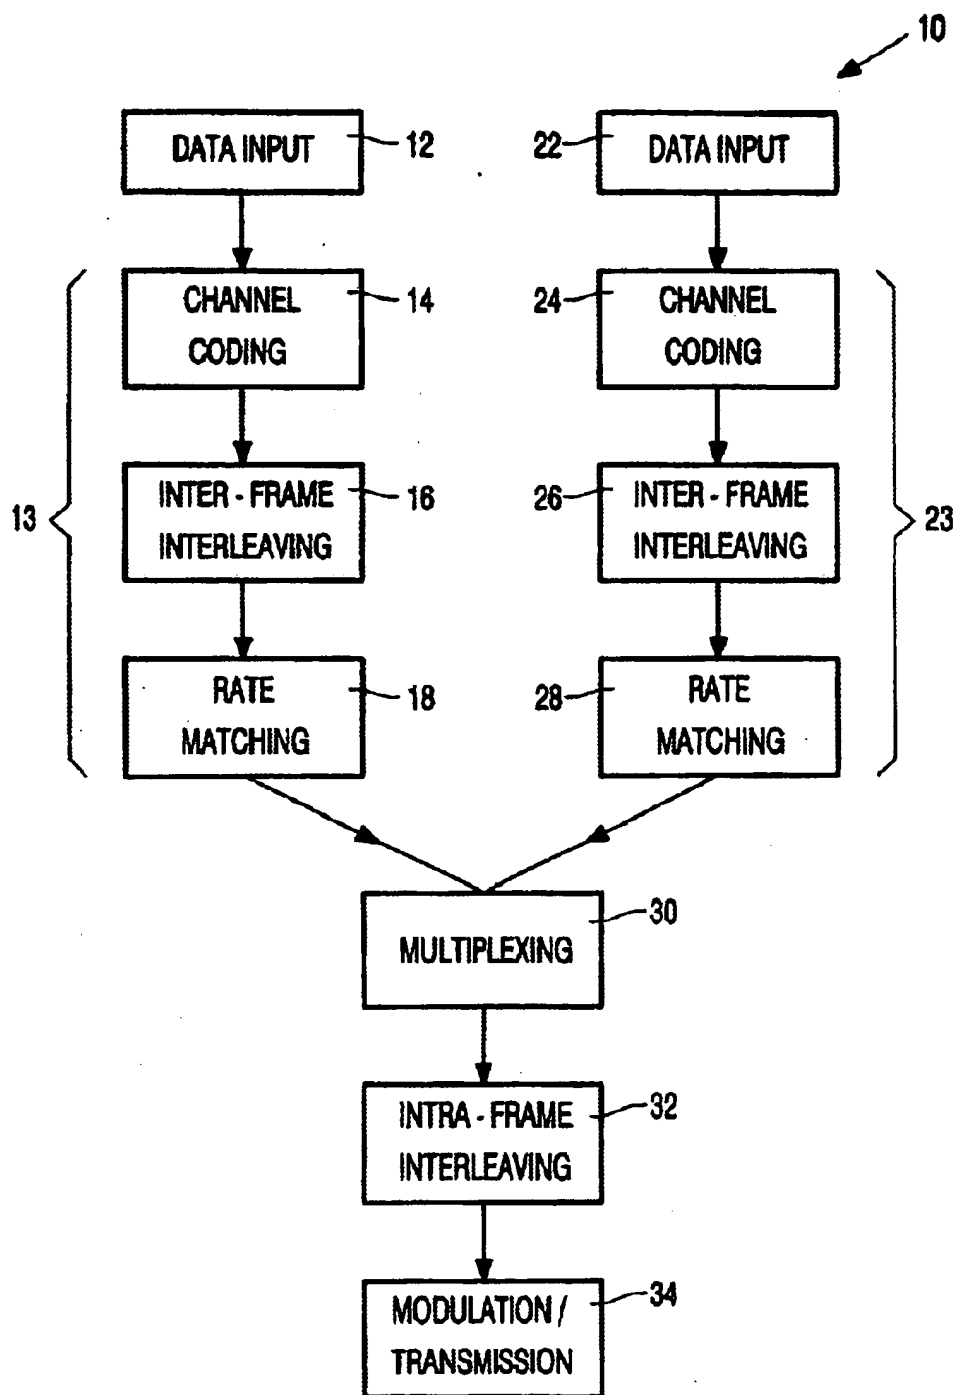 10
DATA INPUT
12
22
DATA INPUT
CHANNEL
CODING
14
24
CHANNEL
CODING
INTER - FRAME
INTERLEAVING
16
26
INTER - FRAME
INTERLEAVING
13
23
RATE
MATCHING
18
28
RATE
MATCHING
MULTIPLEXING
30
INTRA - FRAME
INTERLEAVING
32
MODULATION /
TRANSMISSION
34